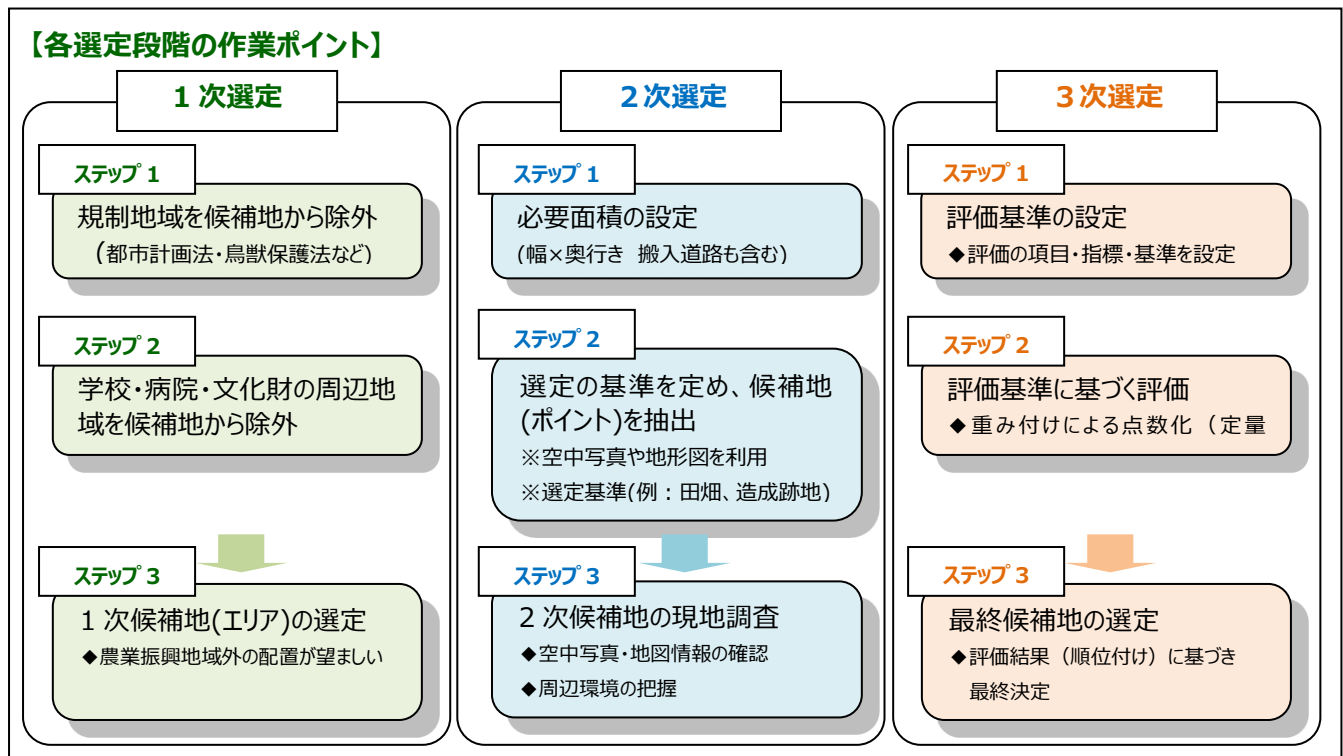 【各選定段階の作業ポイント】
1次選定
ステップ1
規制地域を候補地から除外
(都市計画法・鳥獣保護法など)
ステップ2
学校・病院・文化財の周辺地
域を候補地から除外
ステップ3
1次候補地(エリア)の選定
◆農業振興地域外の配置が望ましい
2次選定
ステップ1
必要面積の設定
(幅×奥行き 搬入道路も含む)
ステップ2
選定の基準を定め、候補地
(ポイント)を抽出
※空中写真や地形図を利用
※選定基準(例：田畑、造成跡地)
ステップ3
2次候補地の現地調査
◆空中写真・地図情報の確認
◆周辺環境の把握
3次選定
ステップ1
評価基準の設定
◆評価の項目・指標・基準を設定
ステップ2
評価基準に基づく評価
◆重み付けによる点数化（定量
ステップ3
最終候補地の選定
◆評価結果（順位付け）に基づき
最終決定